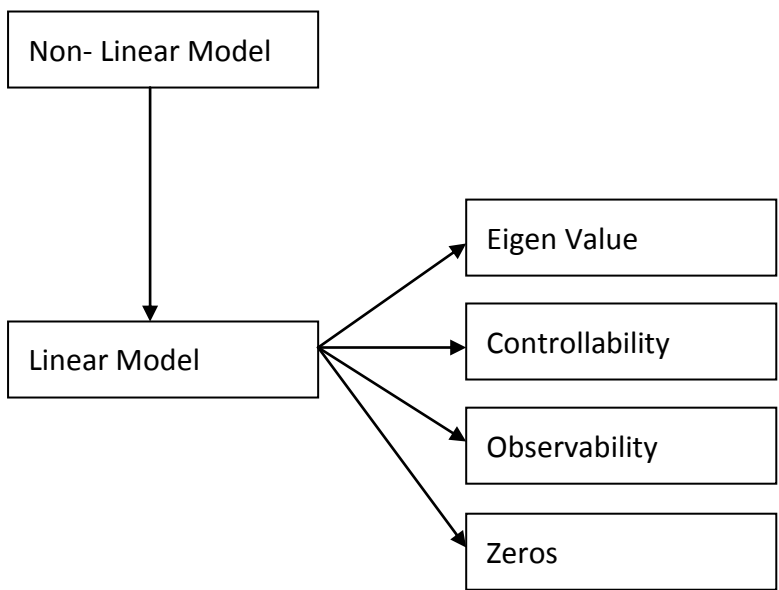 Non- Linear Model
Eigen Value
Controllability
Linear Model
Observability
Zeros